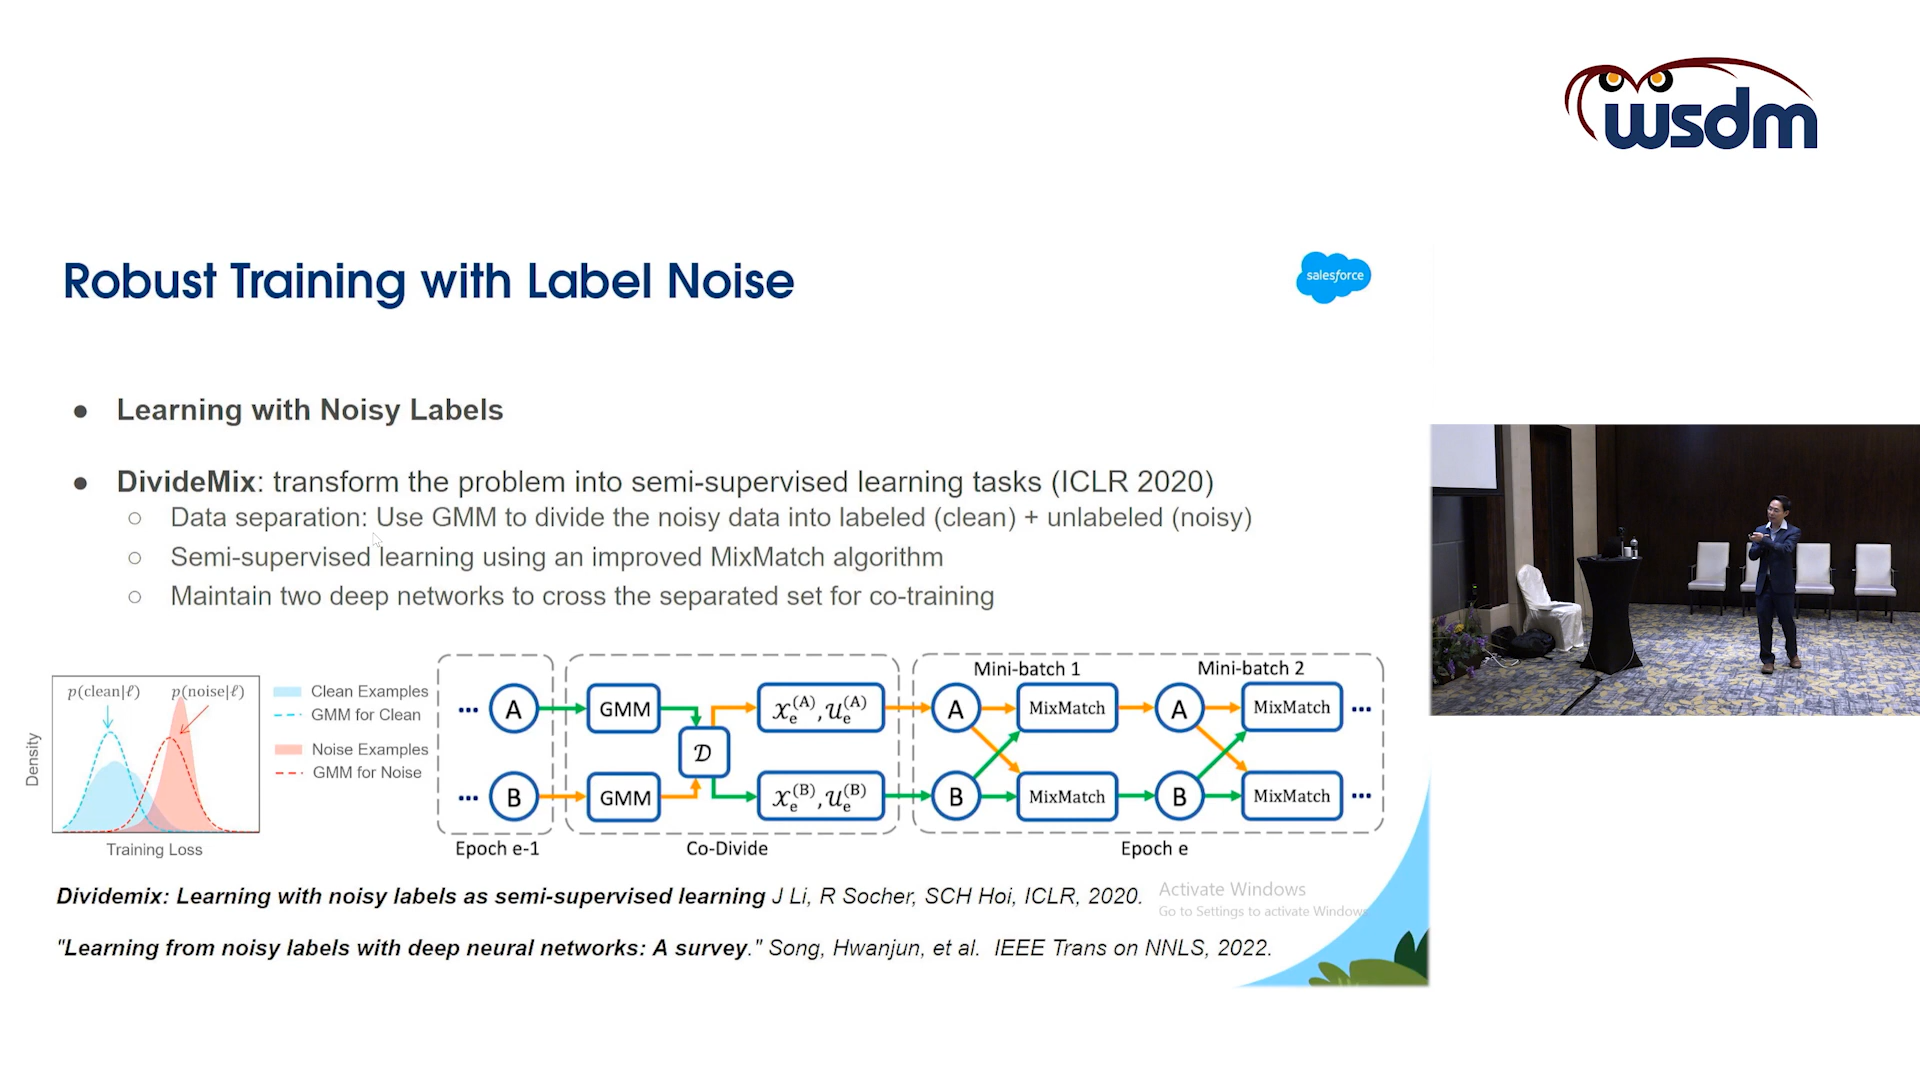 wsdm
Robust Training with Label Noise
salesforce
● Learning with Noisy Labels
● DivideMix: transform the problem into semi-supervised learning tasks (ICLR 2020)
○ Data separation: Use GMM to divide the noisy data into labeled (clean) + unlabeled (noisy)
○ Semi-supervised learning using an improved MixMatch algorithm
○ Maintain two deep networks to cross the separated set for co-training
p(clean|ℓ) p(noise|ℓ)
Density
Training Loss
Clean Examples
GMM for Clean
Noise Examples
GMM for Noise
... A
... B
Epoch e-1
GMM
GMM
𝒟
𝒳e(A), 𝒰e(A)
𝒳e(B), 𝒰e(B)
Co-Divide
Mini-batch 1 Mini-batch 2
A MixMatch A MixMatch ...
B MixMatch B MixMatch ...
Epoch e
Dividemix: Learning with noisy labels as semi-supervised learning J Li, R Socher, SCH Hoi, ICLR, 2020.
Activate Windows
Go to Settings to activate Windows
"Learning from noisy labels with deep neural networks: A survey." Song, Hwanjun, et al. IEEE Trans on NNLS, 2022.